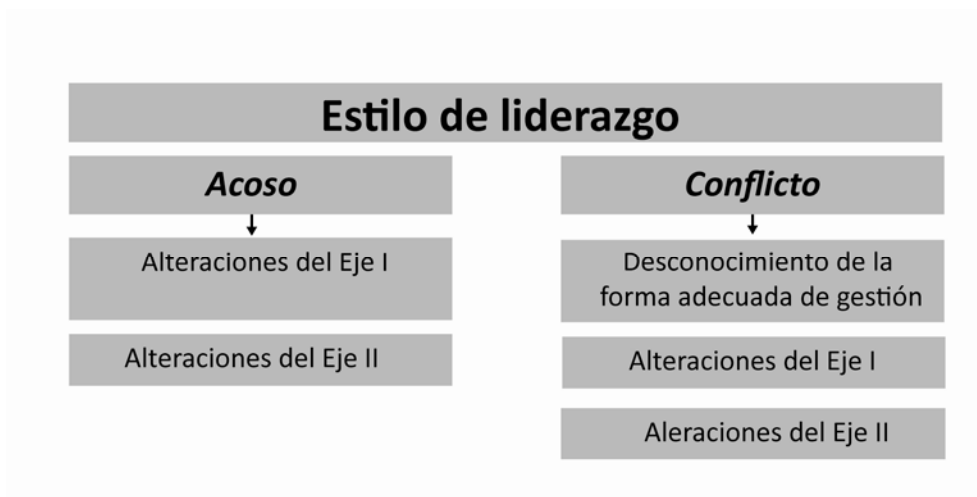 Estilo de liderazgo
Acoso
Alteraciones del Eje I
Alteraciones del Eje II
Conflicto
Desconocimiento de la
forma adecuada de gestión
Alteraciones del Eje I
Aleraciones del Eje II